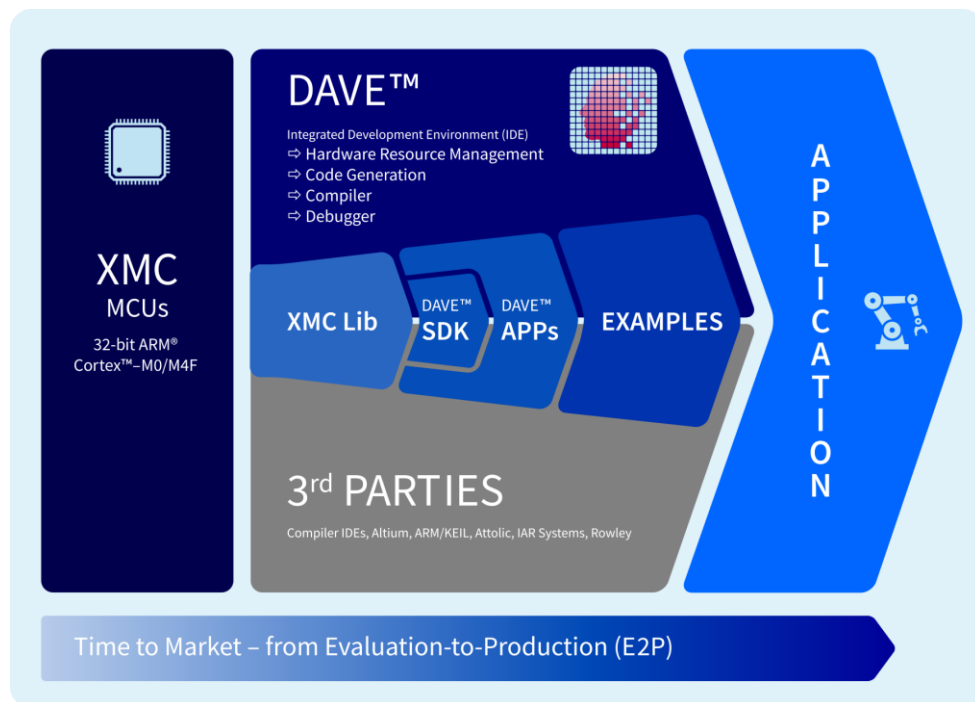 XMC
MCUs
32-bit ARM®
Cortex™–M0/M4F
DAVE™
Integrated Development Environment (IDE)
⇨ Hardware Resource Management
⇨ Code Generation
⇨ Compiler
⇨ Debugger
XMC Lib
DAVE™
SDK
DAVE™
APPs
EXAMPLES
3rd PARTIES
Compiler IDEs, Altium, ARM/KEIL, Attolic, IAR Systems, Rowley
APPLICATION
Time to Market – from Evaluation-to-Production (E2P)